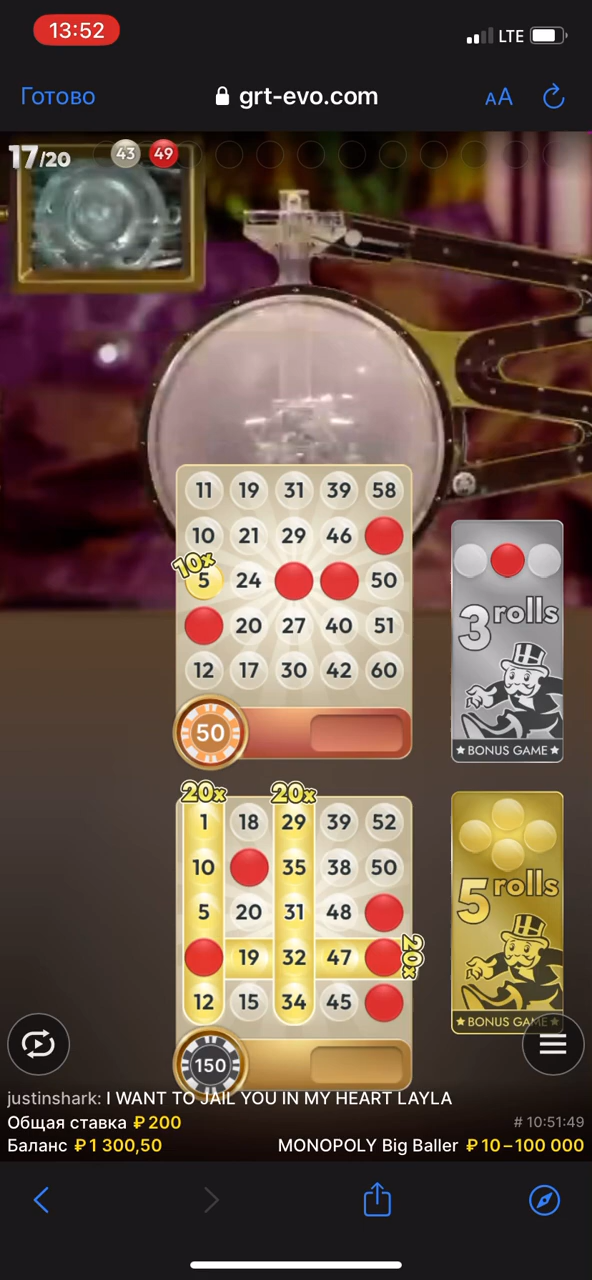 13:52
LTE
Готово
grt-evo.com
AA
17/20
43 49
11 19 31 39 58
10 21 29 46
10x
5 24 50
20 27 40 51
12 17 30 42 60
50
3 rolls
BONUS GAME
20x 20x
1 18 29 39 52
10 35 38 50
5 20 31 48
19 32 47 20x
12 15 34 45
150
5 rolls
BONUS GAME
justinshark: I WANT TO JAIL YOU IN MY HEART LAYLA
Общая ставка ₽200
# 10:51:49
Баланс ₽1 300,50
MONOPOLY Big Baller ₽10–100 000